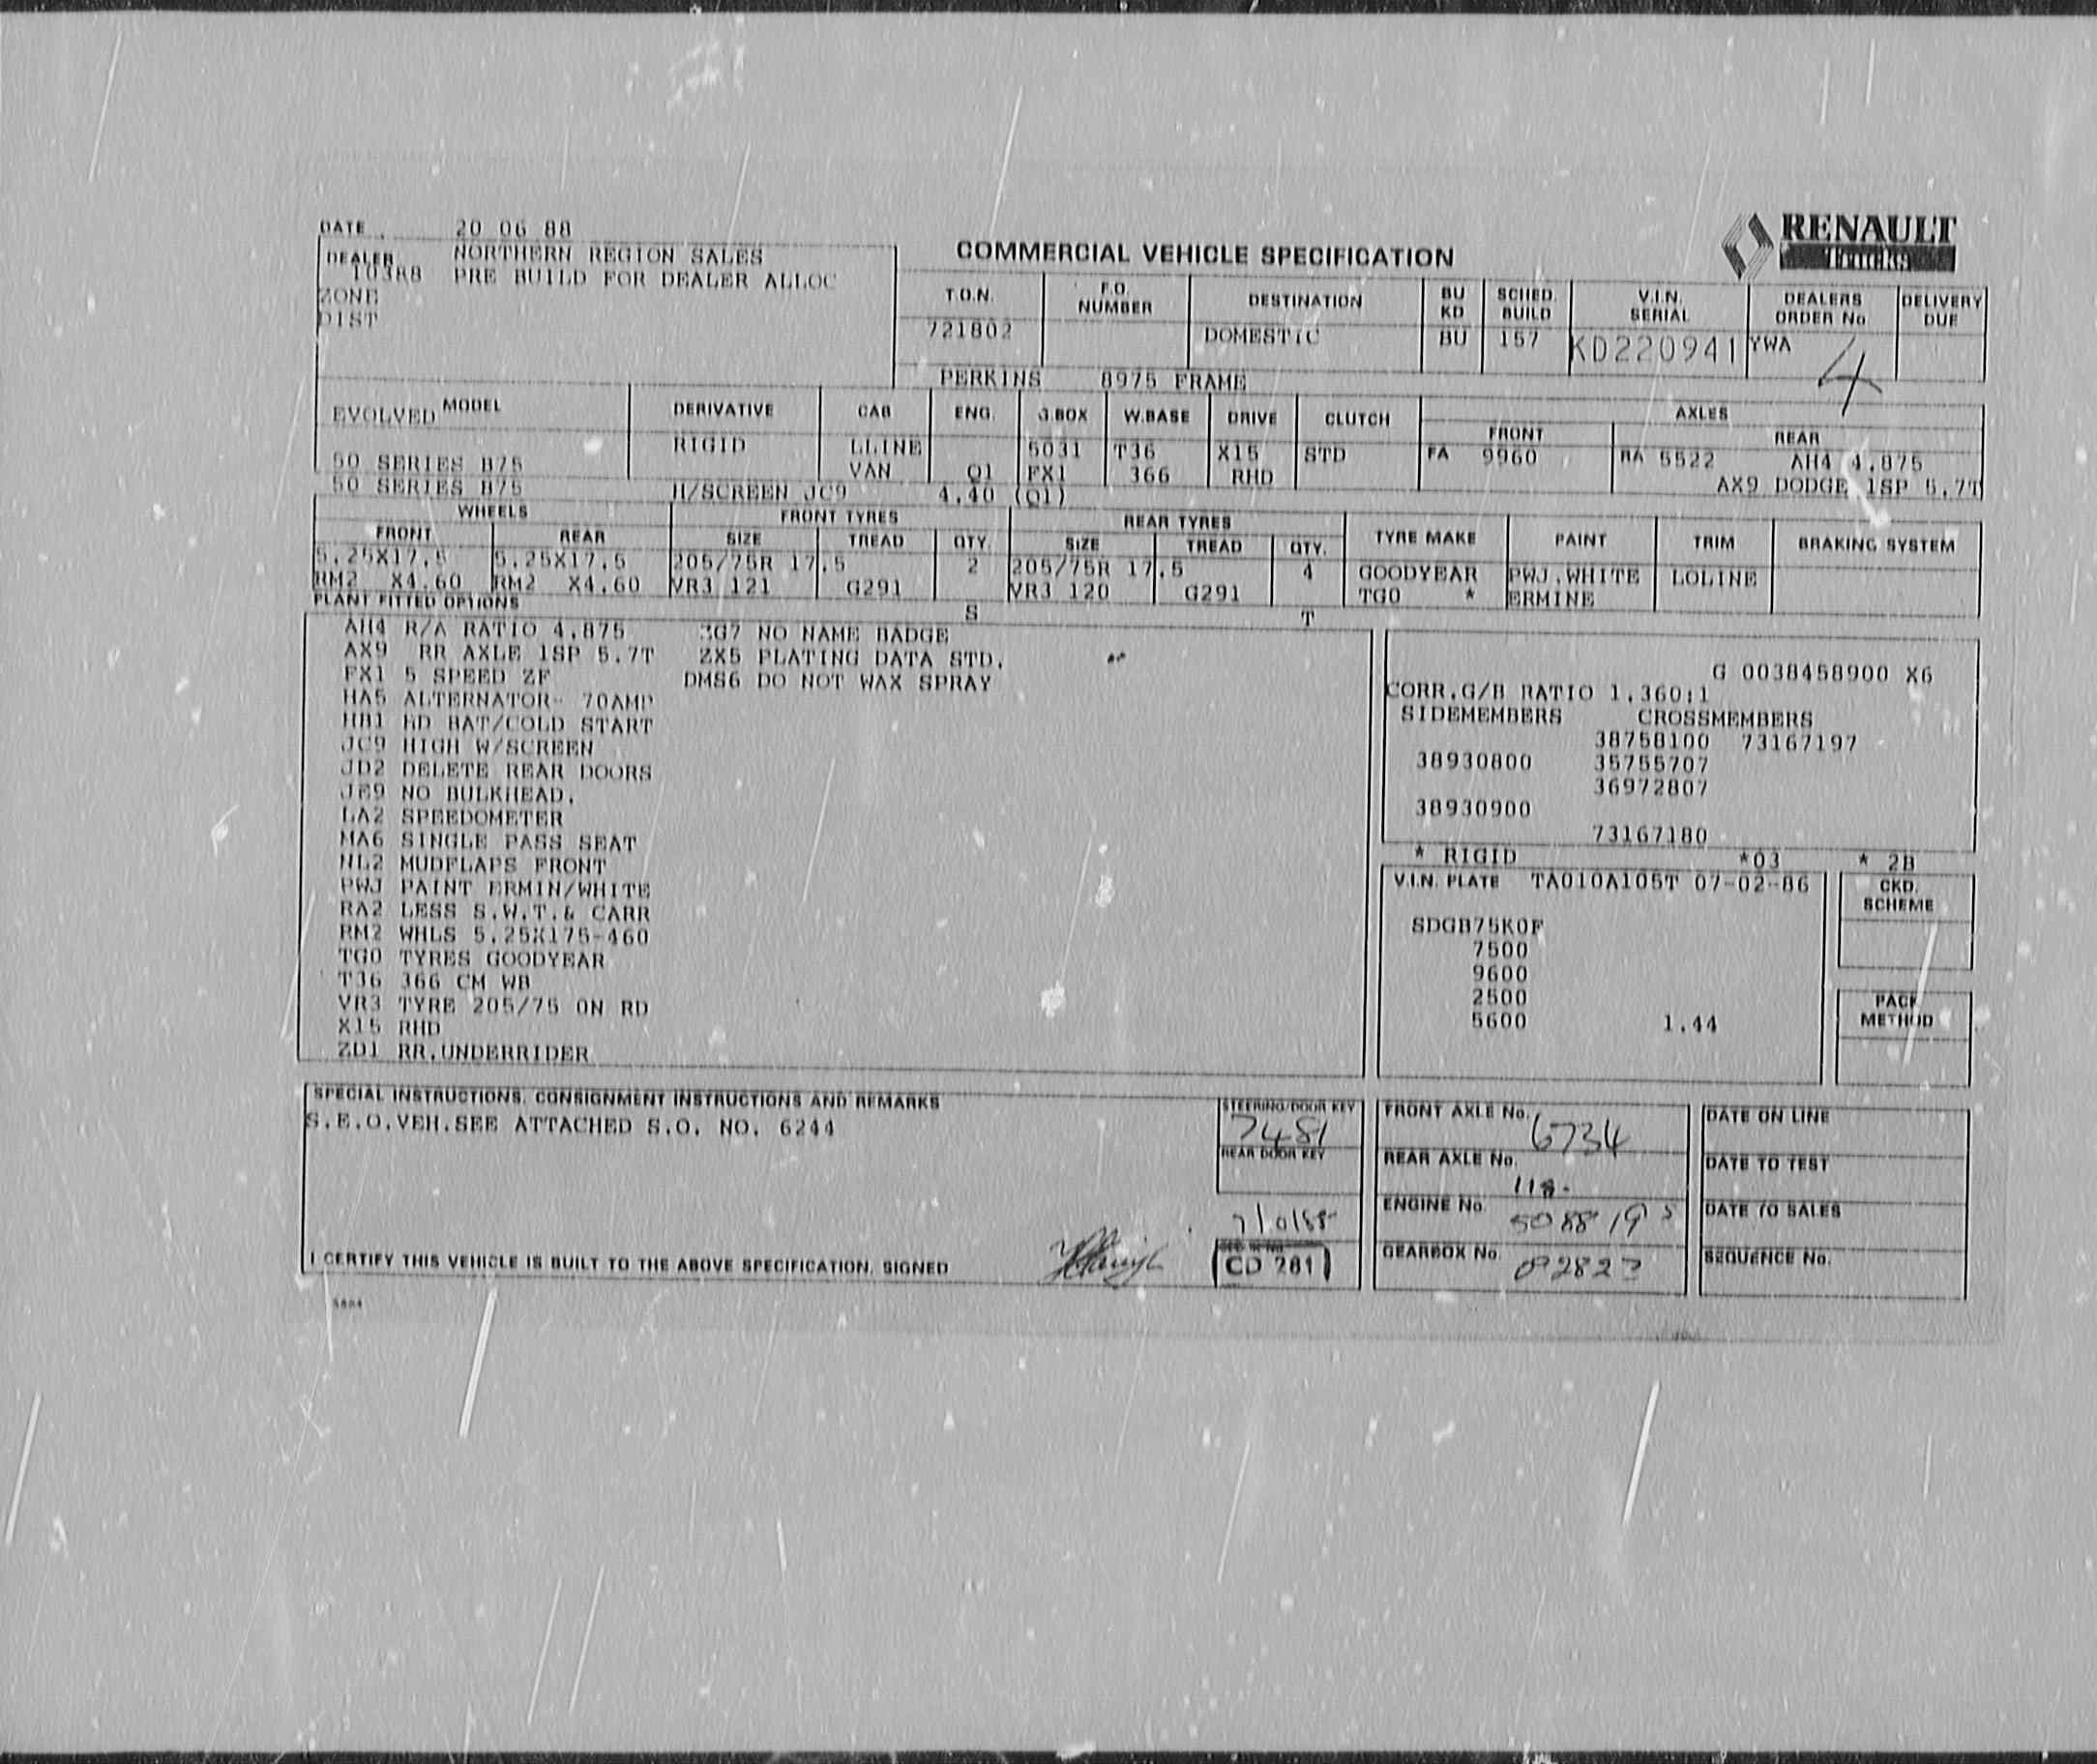 DATE 20 06 88
DEALER NORTHERN REGION SALES
10388 PRE BUILD FOR DEALER ALLOC
ZONE
DIST
COMMERCIAL VEHICLE SPECIFICATION
RENAULT
Trucks
T.O.N. F.O. NUMBER DESTINATION BU KD SCHED. BUILD V.I.N. SERIAL DEALERS ORDER No DELIVERY DUE
721802 DOMESTIC BU 157 KD220941 YWA 4
PERKINS 8975 FRAME
EVOLVED MODEL DERIVATIVE CAB ENG. G.BOX W.BASE DRIVE CLUTCH AXLES
FRONT REAR
RIGID LLINE 5031 T36 X15 STD FA 9960 RA 5522 AH4 4.875
50 SERIES B75 VAN Q1 FX1 366 RHD
50 SERIES B75 H/SCREEN JC9 4.40 (Q1) AX9 DODGE 1SP 5.7T
WHEELS FRONT TYRES REAR TYRES TYRE MAKE PAINT TRIM BRAKING SYSTEM
FRONT REAR SIZE TREAD QTY. SIZE TREAD QTY.
5.25X17.5 5.25X17.5 205/75R 17.5 2 205/75R 17.5 4 GOODYEAR PWJ.WHITE LOLINE
RM2 X4.60 RM2 X4.60 VR3 121 G291 VR3 120 G291 TG0 * ERMINE
PLANT FITTED OPTIONS S T
AH4 R/A RATIO 4.875 NO NAME BADGE
AX9 RR AXLE 1SP 5.7T ZX5 PLATING DATA STD.
FX1 5 SPEED ZF DMS6 DO NOT WAX SPRAY
HA5 ALTERNATOR- 70AMP
HB1 HD BAT/COLD START
JC9 HIGH W/SCREEN
JD2 DELETE REAR DOORS
JE9 NO BULKHEAD.
LA2 SPEEDOMETER
MA6 SINGLE PASS SEAT
NL2 MUDFLAPS FRONT
PWJ PAINT ERMIN/WHITE
RA2 LESS S.W.T.& CARR
RM2 WHLS 5.25X175-460
TG0 TYRES GOODYEAR
T36 366 CM WB
VR3 TYRE 205/75 ON RD
X15 RHD
ZD1 RR.UNDERRIDER
G 0038458900 X6
CORR.G/B RATIO 1.360:1
SIDEMEMBERS CROSSMEMBERS
38758100 73167197
38930800 35755707
36972807
38930900
73167180
* RIGID *03 * 2B
V.I.N. PLATE TA010A105T 07-02-86
SDGB75K0F
7500
9600
2500
5600 1.44
CKD. SCHEME
PACK METHOD
SPECIAL INSTRUCTIONS, CONSIGNMENT INSTRUCTIONS AND REMARKS
S.E.O.VEH.SEE ATTACHED S.O. NO. 6244
I CERTIFY THIS VEHICLE IS BUILT TO THE ABOVE SPECIFICATION, SIGNED
STEERING/DOOR KEY
7481
REAR DOOR KEY
CD 281
FRONT AXLE No. 6734
REAR AXLE No. 118.
ENGINE No.
GEARBOX No.
DATE ON LINE
DATE TO TEST
DATE TO SALES
SEQUENCE No.